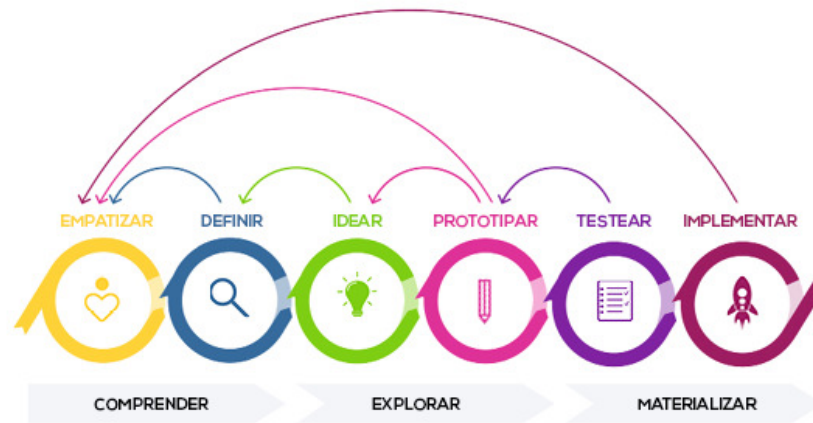 EMPATIZAR DEFINIR IDEAR PROTOTIPAR TESTEAR IMPLEMENTAR
COMPRENDER EXPLORAR MATERIALIZAR